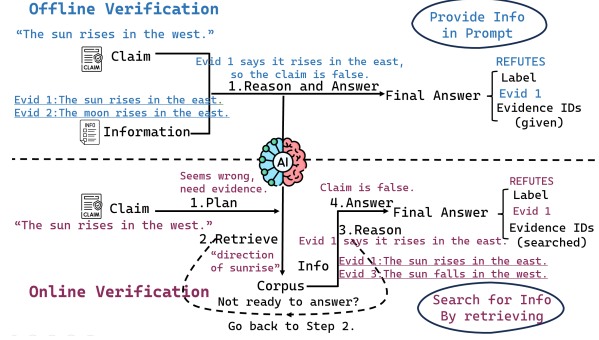 Offline Verification
Provide Info
in Prompt
“The sun rises in the west.”
CLAIM
Claim
Evid 1 says it rises in the east,
so the claim is false.
1.Reason and Answer
Evid 1:The sun rises in the east.
Evid 2:The moon rises in the east.
INFO
Information
Final Answer
REFUTES
Label
Evid 1
Evidence IDs
(given)
AI
Seems wrong,
need evidence.
CLAIM
Claim
1.Plan
“The sun rises in the west.”
2.Retrieve
“direction
of sunrise”
Claim is false.
4.Answer
Final Answer
3.Reason
Evid 1 says it rises in the east.
Info
Evid 1:The sun rises in the east.
Evid 3:The sun falls in the west.
Corpus
REFUTES
Label
Evid 1
Evidence IDs
(searched)
Online Verification
Not ready to answer?
Go back to Step 2.
Search for Info
By retrieving